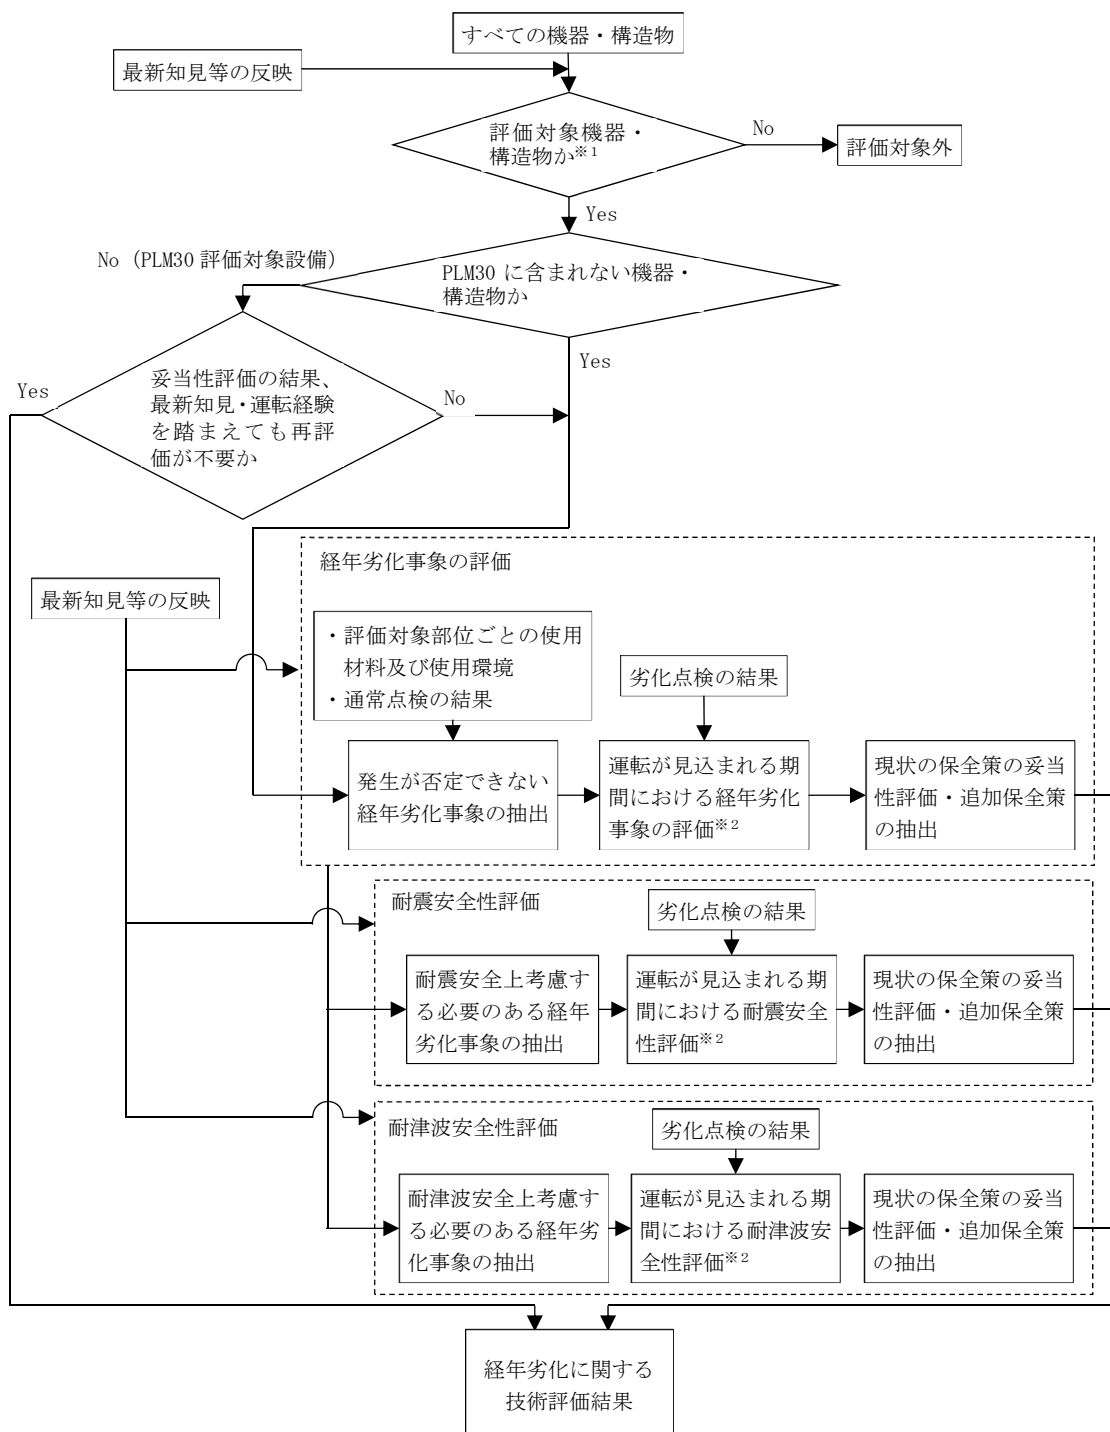 すべての機器・構造物
最新知見等の反映
評価対象機器・
構造物か※1
No
評価対象外
Yes
No（PLM30 評価対象設備）
PLM30 に含まれない機器・
構造物か
Yes
Yes
妥当性評価の結果、
最新知見・運転経験
を踏まえても再評
価が不要か
No
経年劣化事象の評価
最新知見等の反映
・評価対象部位ごとの使用
材料及び使用環境
・通常点検の結果
劣化点検の結果
発生が否定できない
経年劣化事象の抽出
運転が見込まれる期
間における経年劣化
事象の評価※2
現状の保全策の妥当
性評価・追加保全策
の抽出
耐震安全性評価
劣化点検の結果
耐震安全上考慮す
る必要のある経年
劣化事象の抽出
運転が見込まれる期
間における耐震安全
性評価※2
現状の保全策の妥当
性評価・追加保全策
の抽出
耐津波安全性評価
劣化点検の結果
耐津波安全上考慮す
る必要のある経年劣
化事象の抽出
運転が見込まれる期
間における耐津波安
全性評価※2
現状の保全策の妥当
性評価・追加保全策
の抽出
経年劣化に関する
技術評価結果